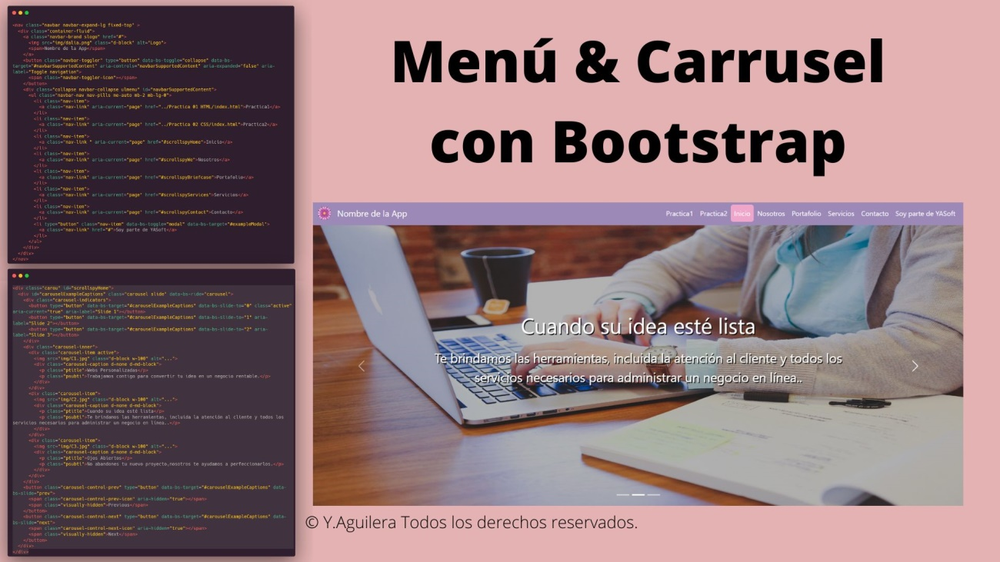 <nav class="navbar navbar-expand-lg fixed-top" >
<div class="container-fluid">
<a class="navbar-brand slogo" href="#">
<img src="img/dalia.png" class="d-block" alt="Logo">
<span>Nombre de la App</span>
</a>
<button class="navbar-toggler" type="button" data-bs-toggle="collapse" data-bs-
target="#navbarSupportedContent" aria-controls="navbarSupportedContent" aria-expanded="false" aria-
label="Toggle navigation">
<span class="navbar-toggler-icon"></span>
</button>
<div class="collapse navbar-collapse ulmenu" id="navbarSupportedContent">
<ul class="navbar-nav nav-pills me-auto mb-2 mb-lg-0">
<li class="nav-item">
<a class="nav-link" aria-current="page" href="../Practica 01 HTML/index.html">Practica1</a>
</li>
<li class="nav-item">
<a class="nav-link" aria-current="page" href="../Practica 02 CSS/index.html">Practica2</a>
</li>
<li class="nav-item">
<a class="nav-link " aria-current="page" href="#scrollspyHome">Inicio</a>
</li>
<li class="nav-item">
<a class="nav-link" aria-current="page" href="#scrollspyWe">Nosotros</a>
</li>
<li class="nav-item">
<a class="nav-link" aria-current="page" href="#scrollspyBriefcase">Portafolio</a>
</li>
<li class="nav-item">
<a class="nav-link" aria-current="page" href="#scrollspyServices">Servicios</a>
</li>
<li class="nav-item">
<a class="nav-link" aria-current="page" href="#scrollspyContact">Contacto</a>
</li>
<li type="button" class="nav-item" data-bs-toggle="modal" data-bs-target="#exampleModal">
<a class="nav-link" href="#">Soy parte de YASoft</a>
</li>
</ul>
</div>
</div>
</nav>
<div class="carou" id="scrollspyHome">
<div id="carouselExampleCaptions" class="carousel slide" data-bs-ride="carousel">
<div class="carousel-indicators">
<button type="button" data-bs-target="#carouselExampleCaptions" data-bs-slide-to="0" class="active"
aria-current="true" aria-label="Slide 1"></button>
<button type="button" data-bs-target="#carouselExampleCaptions" data-bs-slide-to="1" aria-
label="Slide 2"></button>
<button type="button" data-bs-target="#carouselExampleCaptions" data-bs-slide-to="2" aria-
label="Slide 3"></button>
</div>
<div class="carousel-inner">
<div class="carousel-item active">
<img src="img/C1.jpg" class="d-block w-100" alt="...">
<div class="carousel-caption d-none d-md-block">
<p class="ptitle">Webs Personalizadas</p>
<p class="psubti">Trabajamos contigo para convertir tu idea en un negocio rentable.</p>
</div>
</div>
<div class="carousel-item">
<img src="img/C2.jpg" class="d-block w-100" alt="...">
<div class="carousel-caption d-none d-md-block">
<p class="ptitle">Cuando su idea esté lista</p>
<p class="psubti">Te brindamos las herramientas, incluida la atención al cliente y todos los
servicios necesarios para administrar un negocio en línea..</p>
</div>
</div>
<div class="carousel-item">
<img src="img/C3.jpg" class="d-block w-100" alt="...">
<div class="carousel-caption d-none d-md-block">
<p class="ptitle">Ojos Abiertos</p>
<p class="psubti">No abandones tu nuevo proyecto,nosotros te ayudamos a perfeccionarlos.</p>
</div>
</div>
</div>
<button class="carousel-control-prev" type="button" data-bs-target="#carouselExampleCaptions" data-
bs-slide="prev">
<span class="carousel-control-prev-icon" aria-hidden="true"></span>
<span class="visually-hidden">Previous</span>
</button>
<button class="carousel-control-next" type="button" data-bs-target="#carouselExampleCaptions" data-
bs-slide="next">
<span class="carousel-control-next-icon" aria-hidden="true"></span>
<span class="visually-hidden">Next</span>
</button>
</div>
</div>
Menú & Carrusel
con Bootstrap
Nombre de la App Practica1 Practica2 Inicio Nosotros Portafolio Servicios Contacto Soy parte de YASoft
Cuando su idea esté lista
Te brindamos las herramientas, incluida la atención al cliente y todos los
servicios necesarios para administrar un negocio en línea..
© Y.Aguilera Todos los derechos reservados.